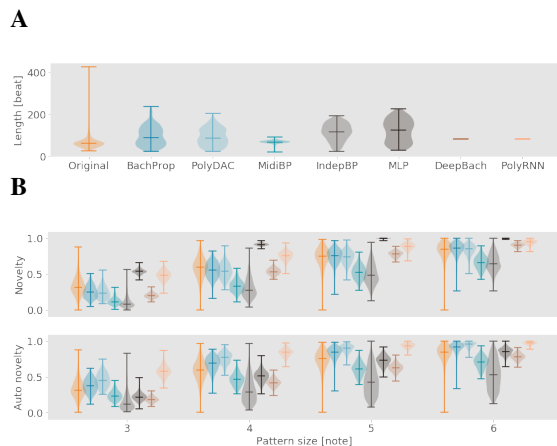 A
Length [beat]
400
200
0
Original BachProp PolyDAC MidiBP IndepBP MLP DeepBach PolyRNN
B
Novelty
1.0
0.5
0.0
Auto novelty
1.0
0.5
0.0
3 4 5 6
Pattern size [note]